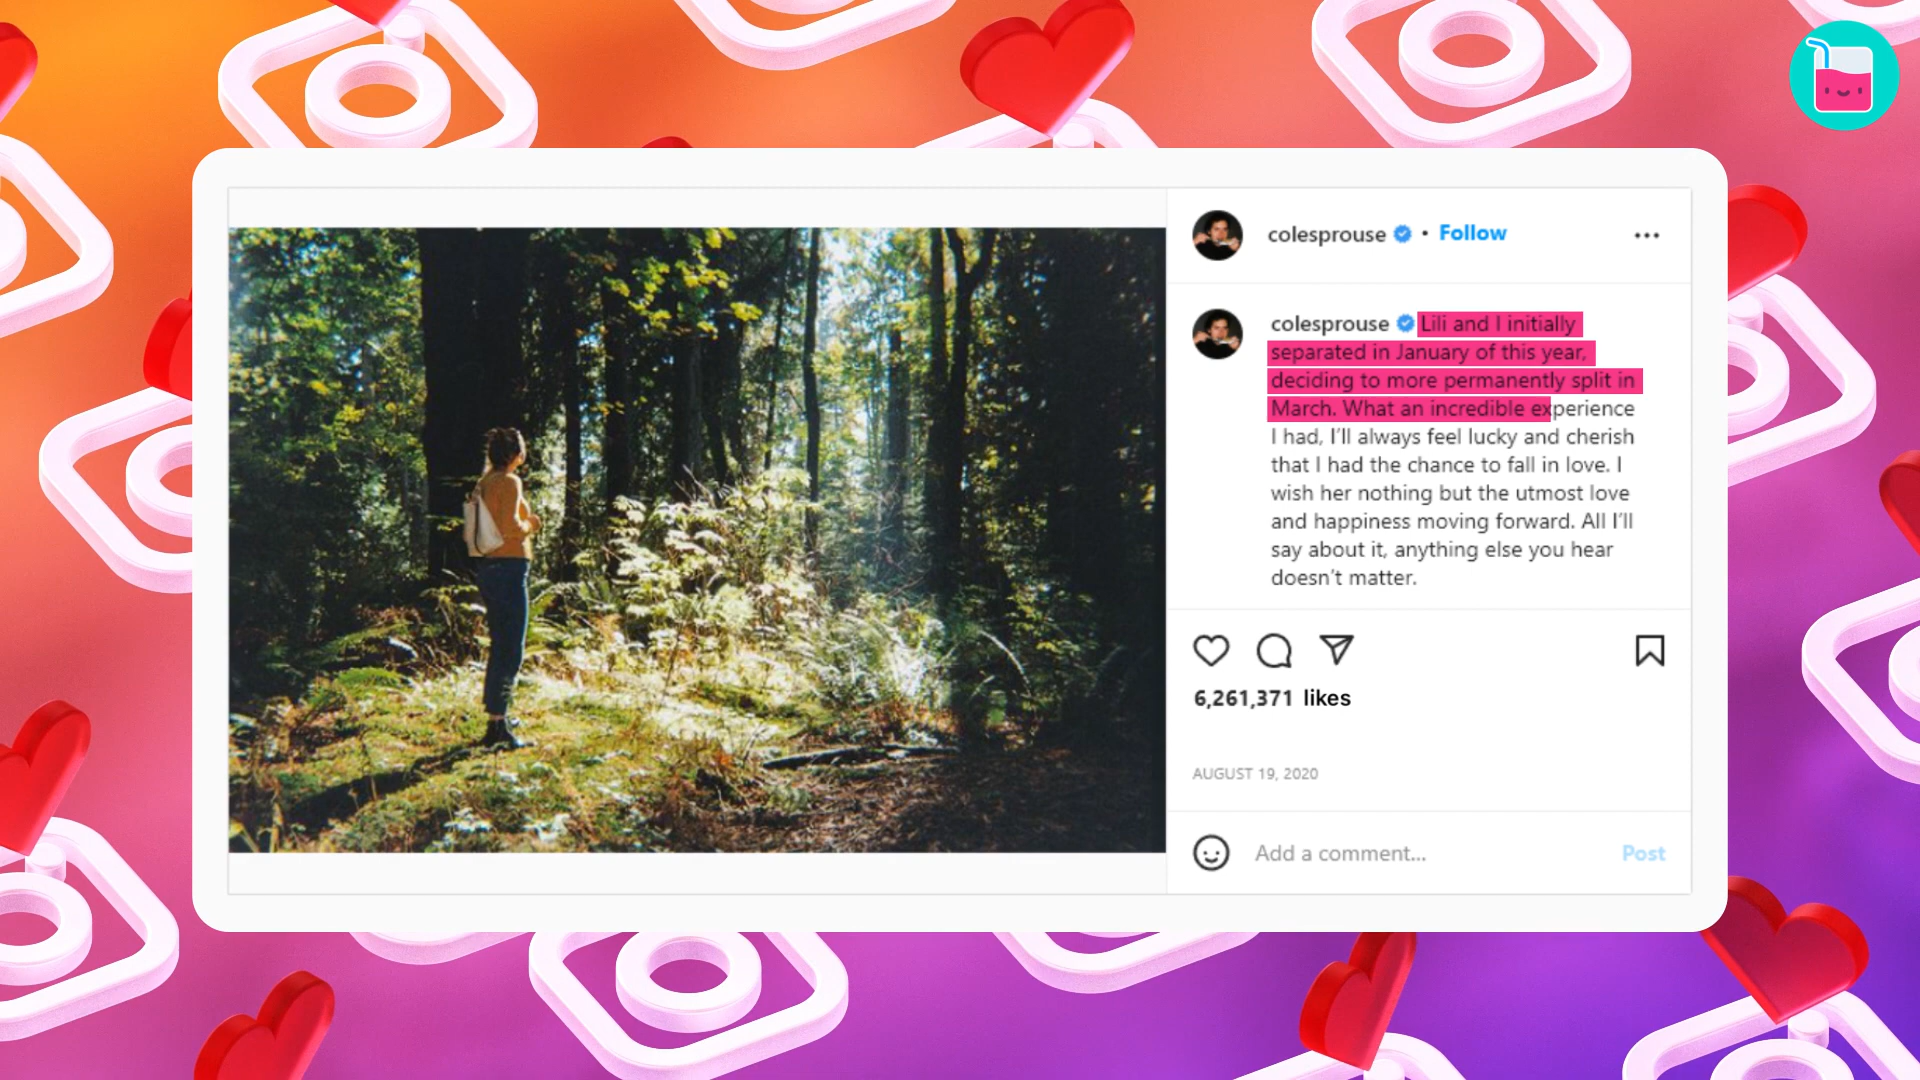 colesprouse • Follow
colesprouse Lili and I initially
separated in January of this year,
deciding to more permanently split in
March. What an incredible experience
I had, I’ll always feel lucky and cherish
that I had the chance to fall in love. I
wish her nothing but the utmost love
and happiness moving forward. All I’ll
say about it, anything else you hear
doesn’t matter.
6,261,371 likes
AUGUST 19, 2020
Add a comment... Post